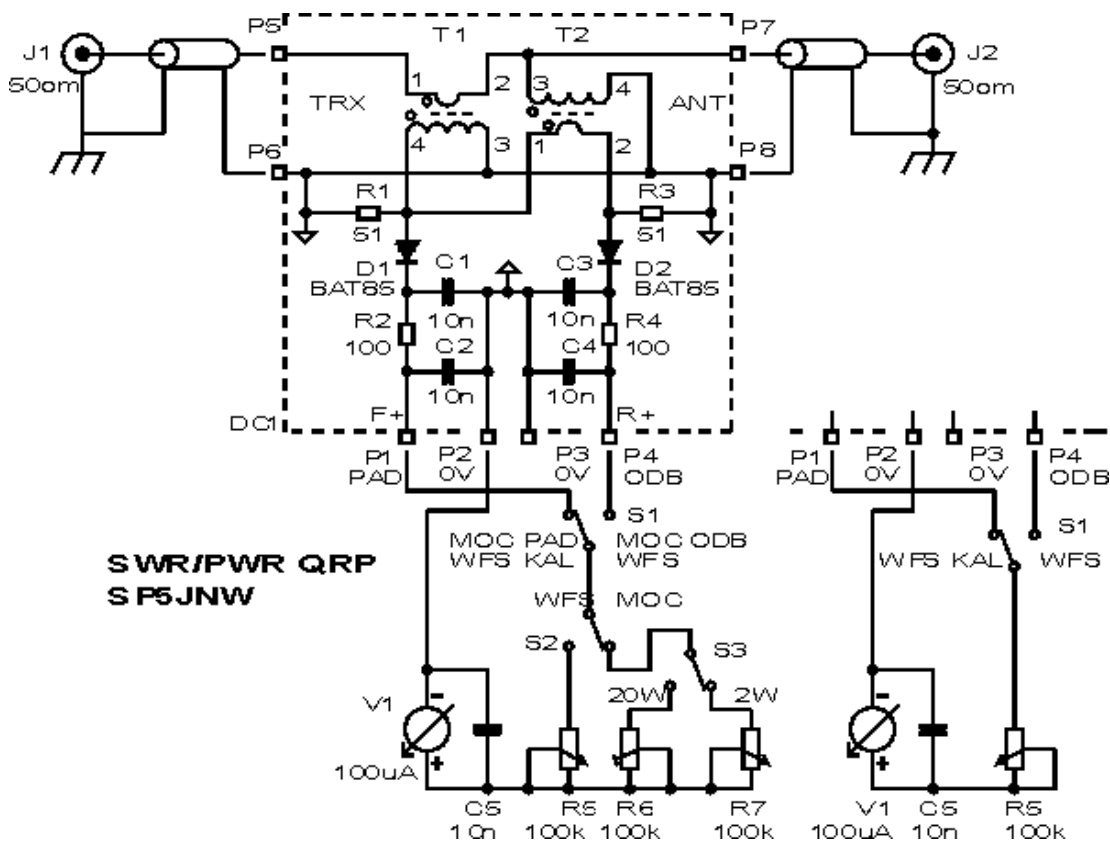 P5 T1 T2 P7
J1 J2
50om 50om
1 2 3 4
TRX ANT
4 3 1 2
P6 P8
R1 R3
51 51
D1 C1 C3 D2
BAT85 BAT85
R2 10n 10n R4
100 C2 C4 100
10n 10n
F+ R+
DC1
P1 P2 P3 P4
PAD 0V 0V ODB
P1 P3 P4
PAD 0V ODB
S1
MOC PAD MOC ODB
WFS KAL WFS
S1
WFS KAL WFS
SWR/PWR QRP
SP5JNW
WFS MOC
S2 S3
20W 2W
V1 -
+
100uA
C5 R5 R6 R7
10n 100k 100k 100k
-
+
V1 C5 R5
100uA 10n 100k